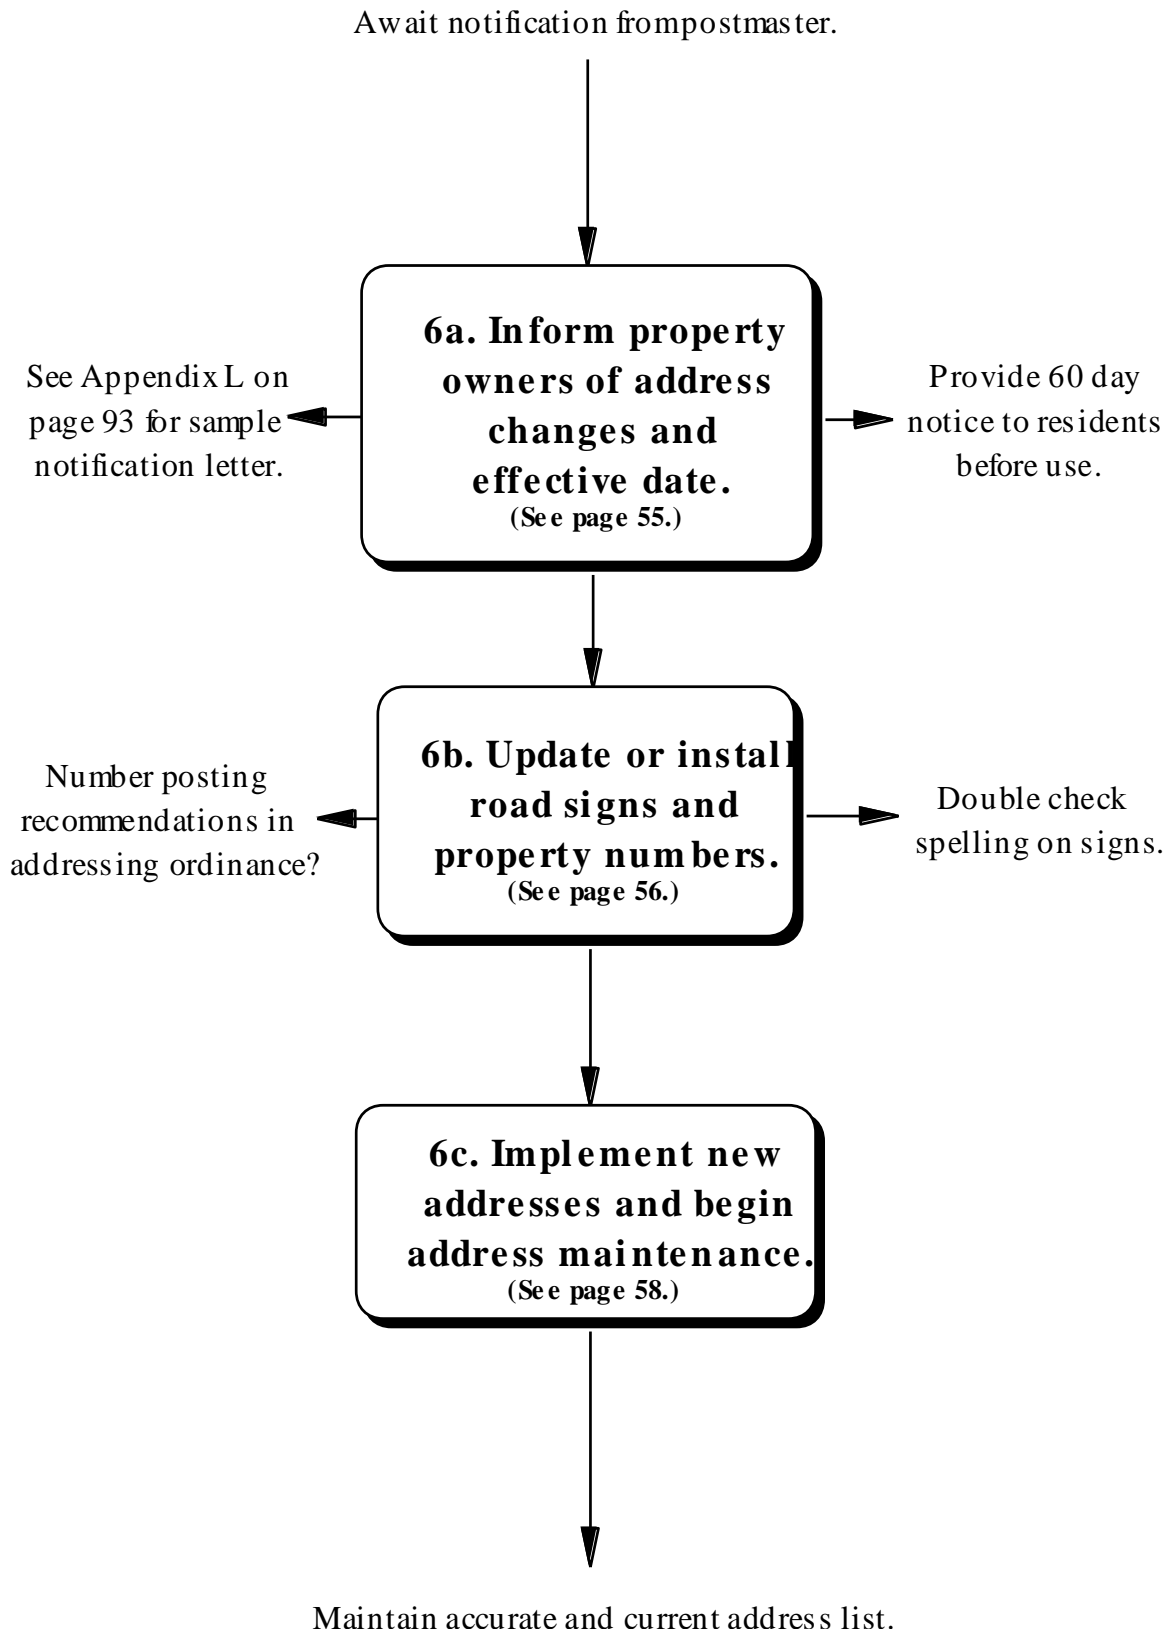 Await notification from postmaster.
6a. Inform property
owners of address
changes and
effective date.
(See page 55.)
See Appendix L on
page 93 for sample
notification letter.
Provide 60 day
notice to residents
before use.
6b. Update or install
road signs and
property numbers.
(See page 56.)
Number posting
recommendations in
addressing ordinance?
Double check
spelling on signs.
6c. Implement new
addresses and begin
address maintenance.
(See page 58.)
Maintain accurate and current address list.